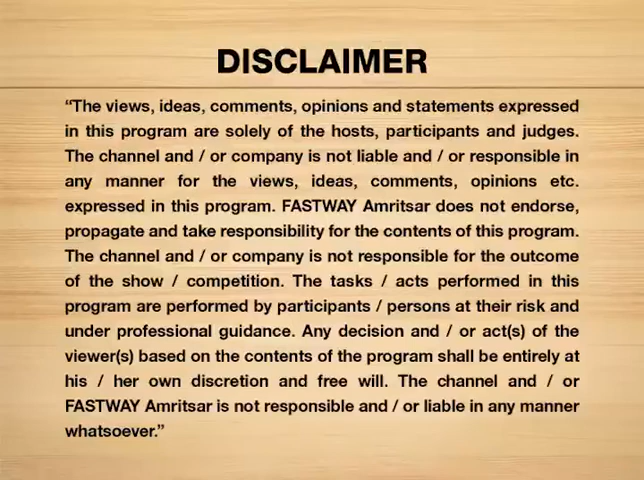 DISCLAIMER
“The views, ideas, comments, opinions and statements expressed
in this program are solely of the hosts, participants and judges.
The channel and / or company is not liable and / or responsible in
any manner for the views, ideas, comments, opinions etc.
expressed in this program. FASTWAY Amritsar does not endorse,
propagate and take responsibility for the contents of this program.
The channel and / or company is not responsible for the outcome
of the show / competition. The tasks / acts performed in this
program are performed by participants / persons at their risk and
under professional guidance. Any decision and / or act(s) of the
viewer(s) based on the contents of the program shall be entirely at
his / her own discretion and free will. The channel and / or
FASTWAY Amritsar is not responsible and / or liable in any manner
whatsoever.”